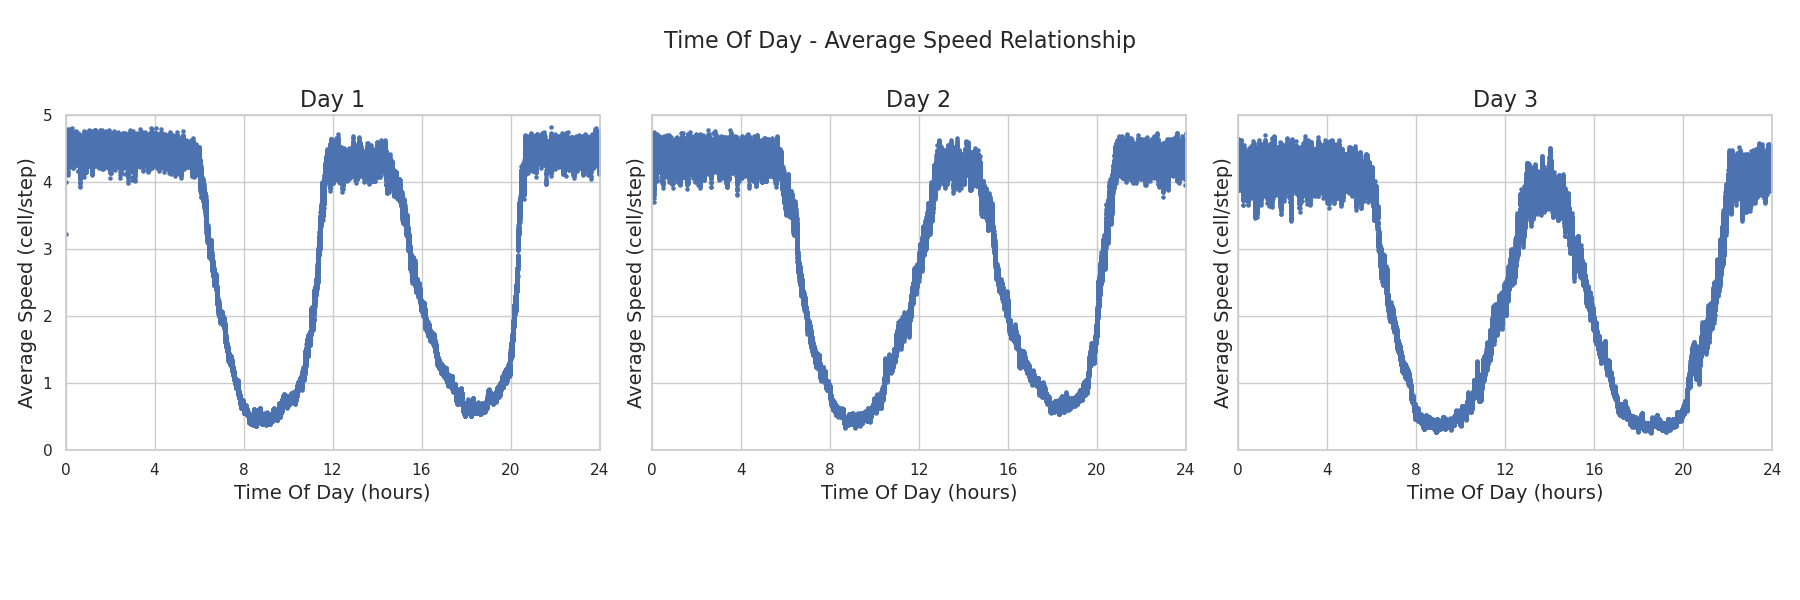 Time Of Day - Average Speed Relationship
Day 1
Day 2
Day 3
Average Speed (cell/step)
5
4
3
2
1
0
0 4 8 12 16 20 24
Time Of Day (hours)
Average Speed (cell/step)
0 4 8 12 16 20 24
Time Of Day (hours)
Average Speed (cell/step)
0 4 8 12 16 20 24
Time Of Day (hours)